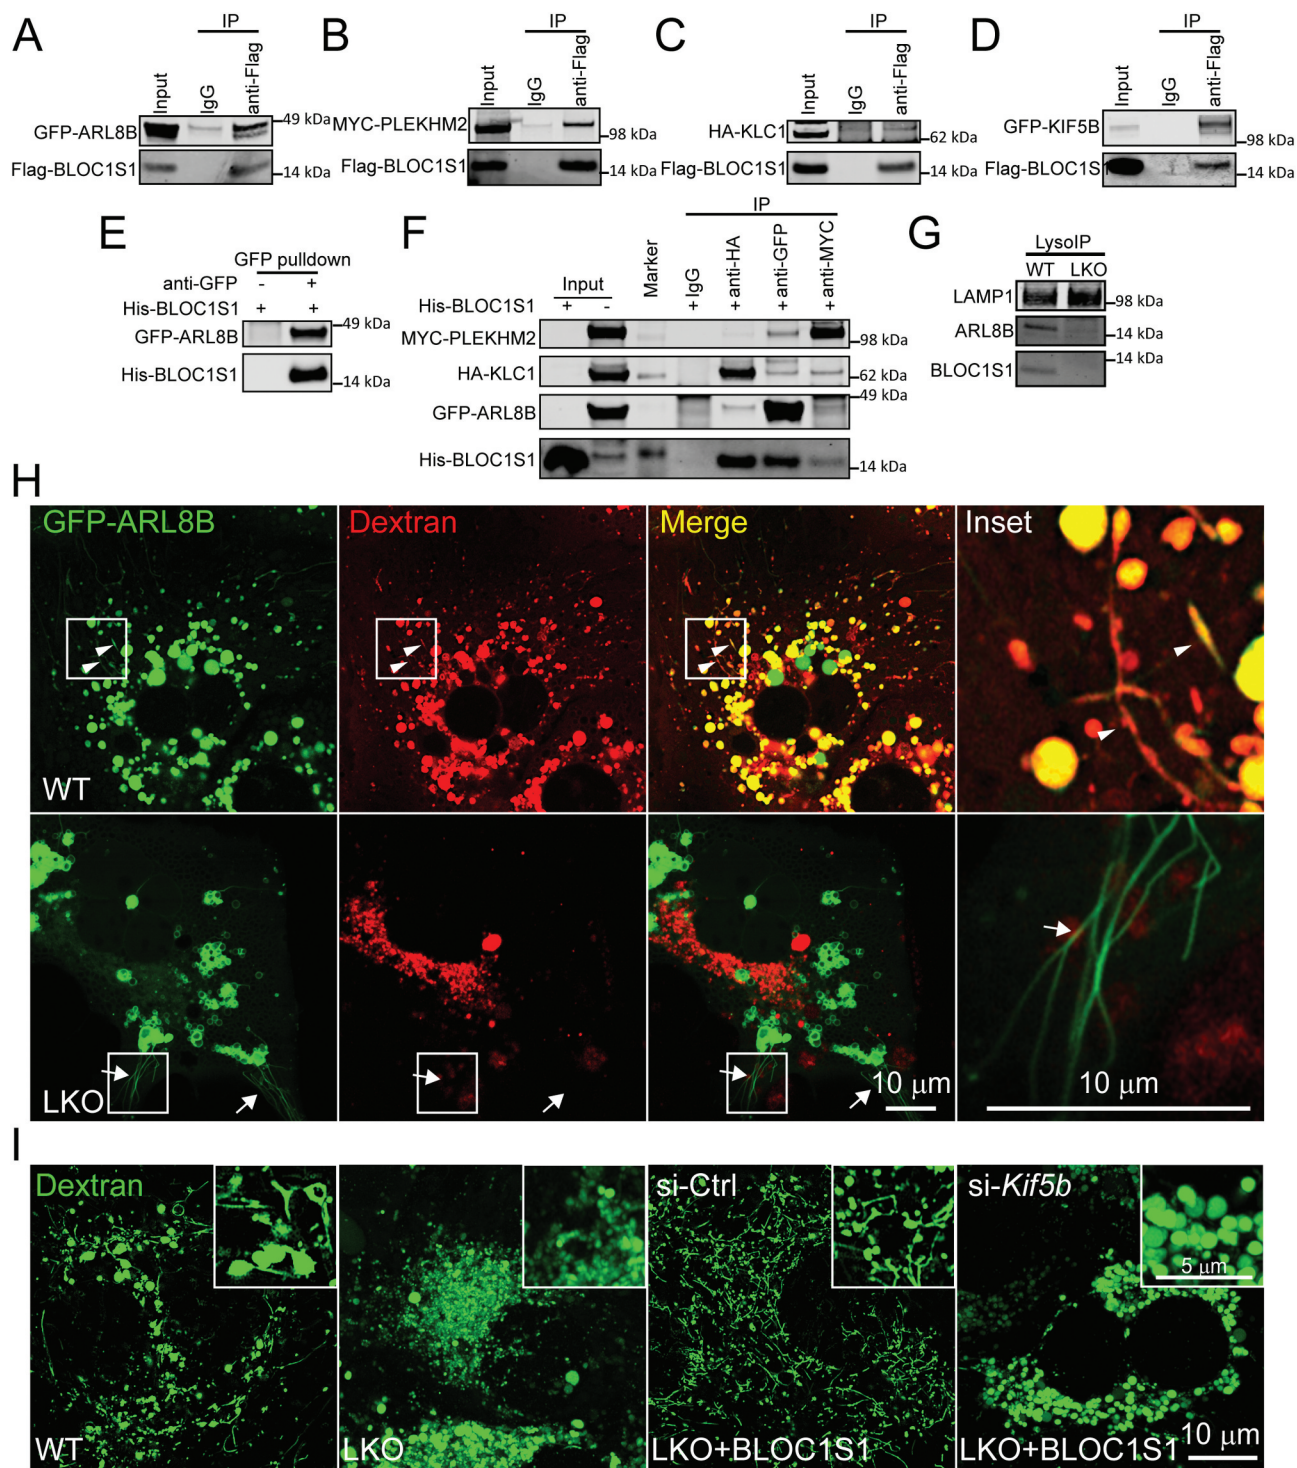 A
IP
Input
IgG
anti-Flag
GFP-ARL8B
49 kDa
Flag-BLOC1S1
14 kDa
B
IP
Input
IgG
anti-Flag
MYC-PLEKHM2
98 kDa
Flag-BLOC1S1
14 kDa
C
IP
Input
IgG
anti-Flag
HA-KLC1
62 kDa
Flag-BLOC1S1
14 kDa
D
IP
Input
IgG
anti-Flag
GFP-KIF5B
98 kDa
Flag-BLOC1S1
14 kDa
E
GFP pulldown
anti-GFP - +
His-BLOC1S1 + +
GFP-ARL8B
49 kDa
His-BLOC1S1
14 kDa
F
IP
Input
Marker
IgG
anti-HA
anti-GFP
anti-MYC
His-BLOC1S1 + - + + + +
MYC-PLEKHM2
98 kDa
HA-KLC1
62 kDa
49 kDa
GFP-ARL8B
His-BLOC1S1
14 kDa
G
LysoIP
WT LKO
LAMP1
98 kDa
ARL8B
14 kDa
14 kDa
BLOC1S1
H
GFP-ARL8B
Dextran
Merge
Inset
WT
LKO
10 μm
10 μm
I
Dextran
WT
LKO
si-Ctrl
LKO+BLOC1S1
si-Kif5b
5 μm
LKO+BLOC1S1
10 μm